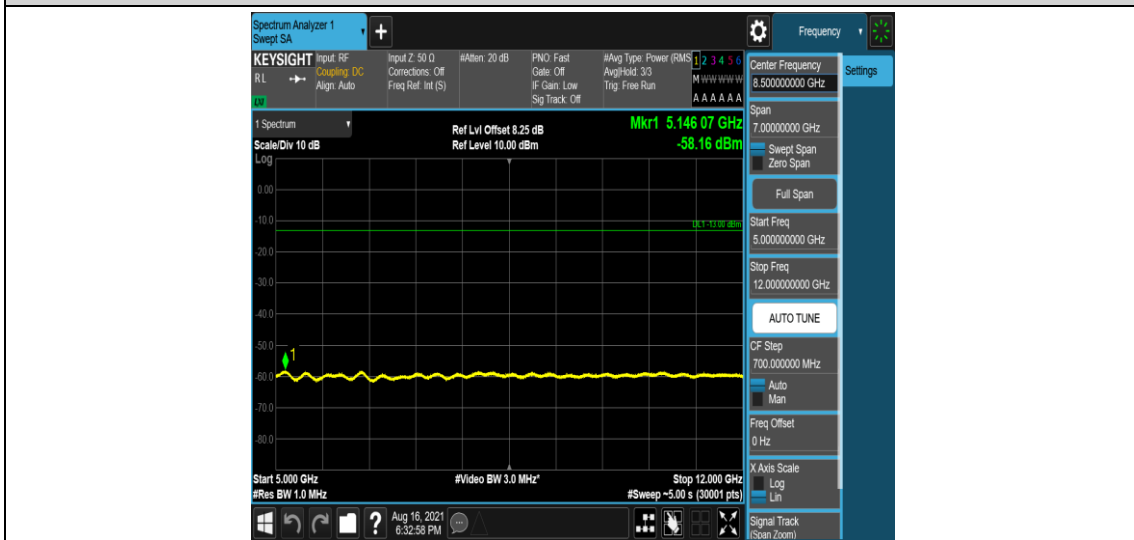 Spectrum Analyzer 1
Swept SA
Frequency
KEYSIGHT
RL
LXI
Input: RF
Coupling: DC
Align: Auto
Input Z: 50 Ω
Corrections: Off
Freq Ref: Int (S)
#Atten: 20 dB
PNO: Fast
Gate: Off
IF Gain: Low
Sig Track: Off
#Avg Type: Power (RMS
Avg|Hold: 3/3
Trig: Free Run
1 2 3 4 5 6
M W W W W W
A A A A A A
1 Spectrum
Scale/Div 10 dB
Ref Lvl Offset 8.25 dB
Ref Level 10.00 dBm
Mkr1 5.146 07 GHz
-58.16 dBm
Log
0.00
-10.0
DL1 -13.00 dBm
-20.0
-30.0
-40.0
-50.0
1
-60.0
-70.0
-80.0
Start 5.000 GHz
#Video BW 3.0 MHz*
Stop 12.000 GHz
#Res BW 1.0 MHz
#Sweep ~5.00 s (30001 pts)
?
Aug 16, 2021
6:32:58 PM
Center Frequency
8.500000000 GHz
Settings
Span
7.00000000 GHz
Swept Span
Zero Span
Full Span
Start Freq
5.000000000 GHz
Stop Freq
12.000000000 GHz
AUTO TUNE
CF Step
700.000000 MHz
Auto
Man
Freq Offset
0 Hz
X Axis Scale
Log
Lin
Signal Track
(Span Zoom)